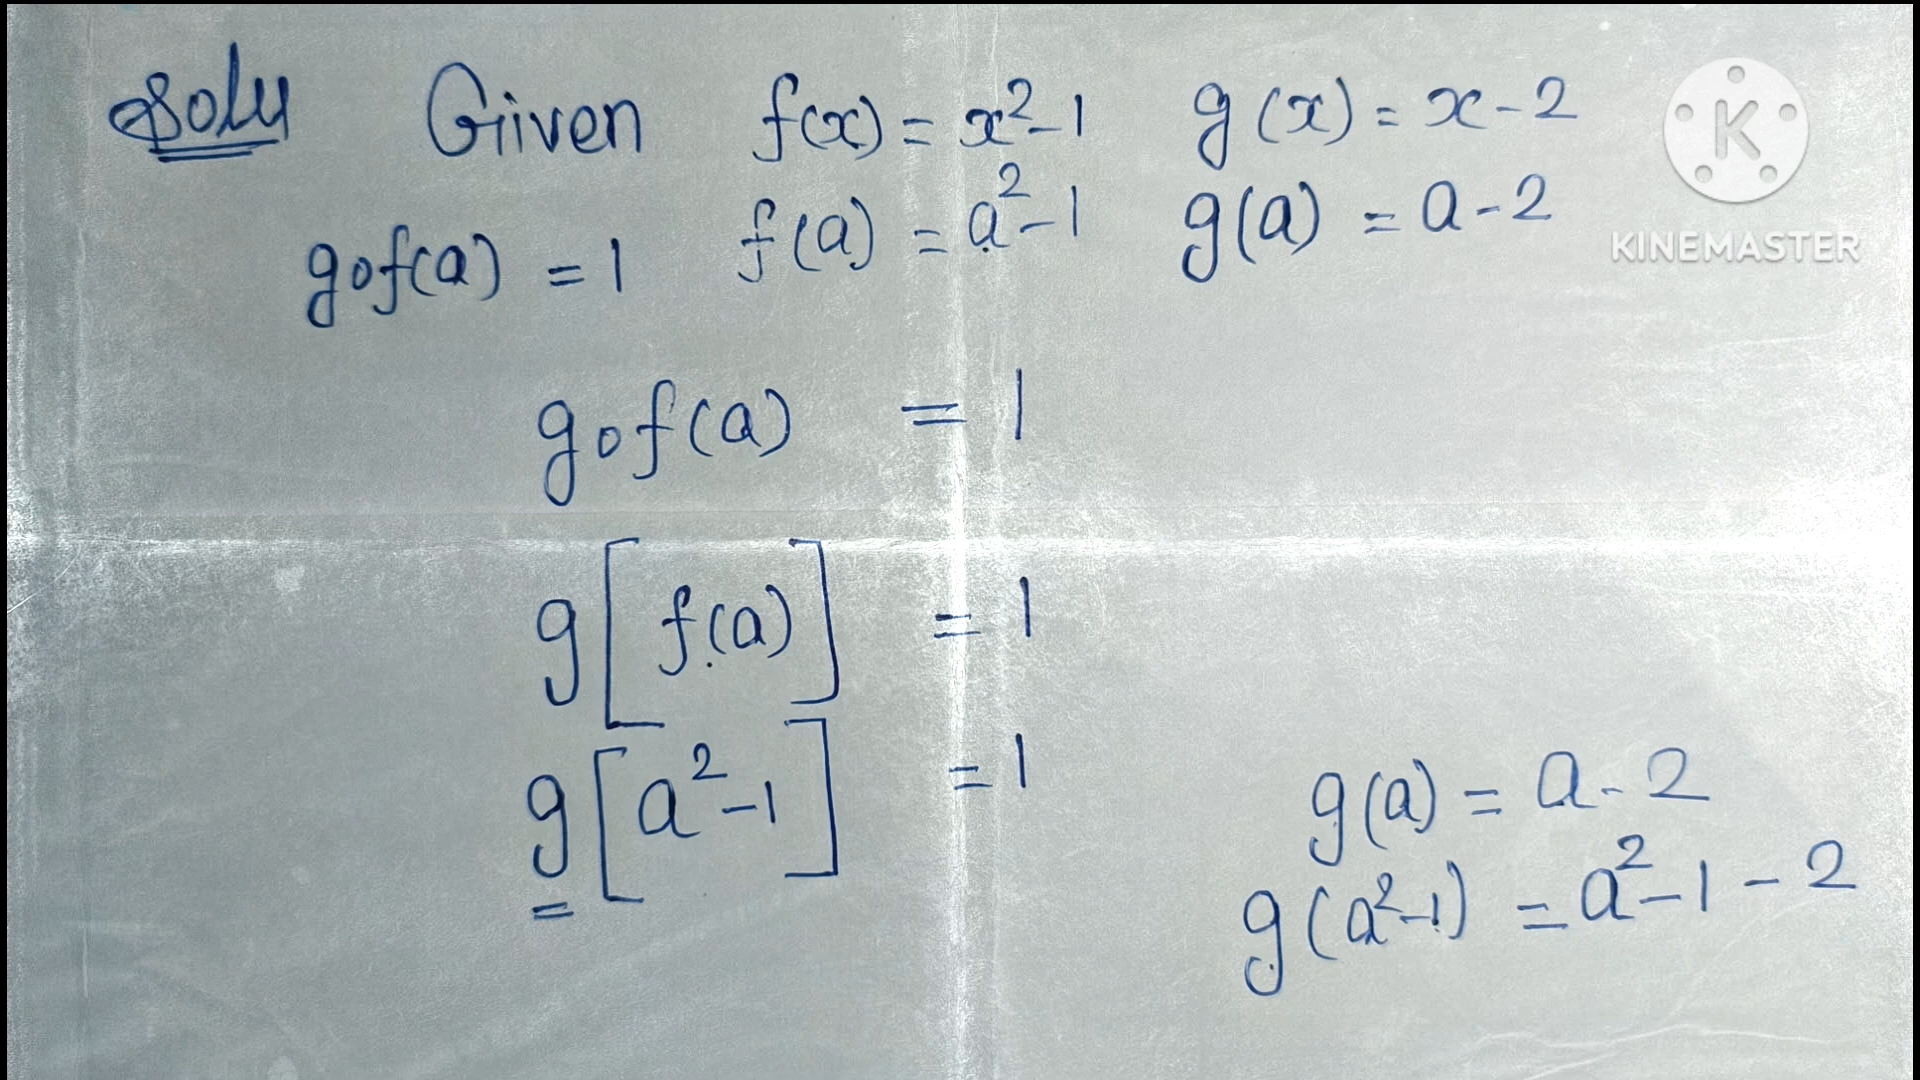 Solu Given f(x) = x²-1 g(x) = x-2
gof(a) = 1 f(a) = a²-1 g(a) = a-2
K
KINEMASTER
gof(a) = 1
g[f(a)] = 1
g[a²-1] = 1
g(a) = a-2
g(a²-1) = a²-1-2